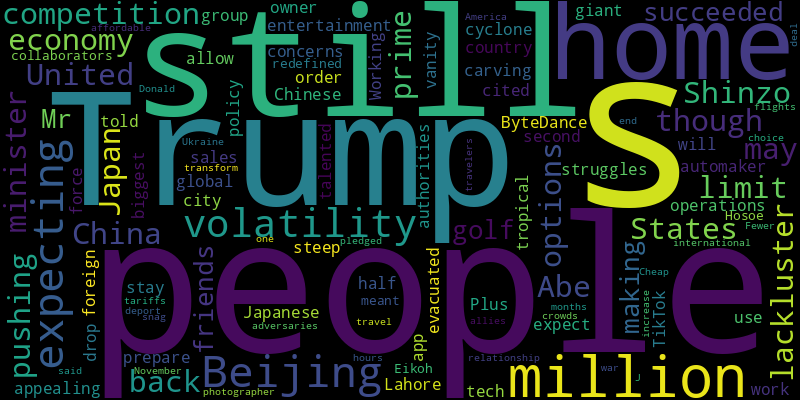 competition
group
owner
entertainment
giant
succeeded
America
affordable
deal
economy
collaborators
concerns
redefined
cyclone
country
United
allow
order
Chinese
Working
prime
vanity
carving
cited
Shinzo
flights
still
home
Trump
s
people
Donald
Mr
told
policy
Ukraine
sales
transform
global
city
talented
authorities
travelers
ByteDance
second
end
though
will
choice
may
struggles
automaker
limit
operations
Hosoe
Fewer
minister
expecting
force
Japan
biggest
China
volatility
golf
tropical
options
States
international
lackluster
steep
one
pledged
pushing
foreign
drop
stay
tariffs
deport
snag
friends
half
meant
Japanese
adversaries
travel
app
evacuated
Plus
expect
months
crowds
allies
Abe
making
Cheap
TikTok
increase
use
prepare
November
appealing
said
back
photographer
Beijing
hours
Eikoh
Lahore
tech
relationship
million
war
J
work